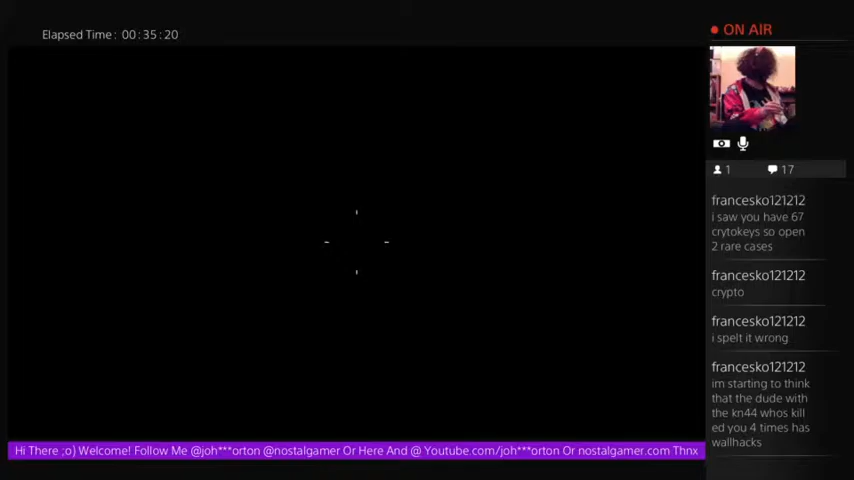 Elapsed Time: 00:35:20
ON AIR
1
17
francesko121212
i saw you have 67
crytokeys so open
2 rare cases
francesko121212
crypto
francesko121212
i spelt it wrong
francesko121212
im starting to think
that the dude with
the kn44 whos kill
ed you 4 times has
wallhacks
Hi There ;o) Welcome! Follow Me @joh***orton @nostalgamer Or Here And @ Youtube.com/joh***orton Or nostalgamer.com Thnx